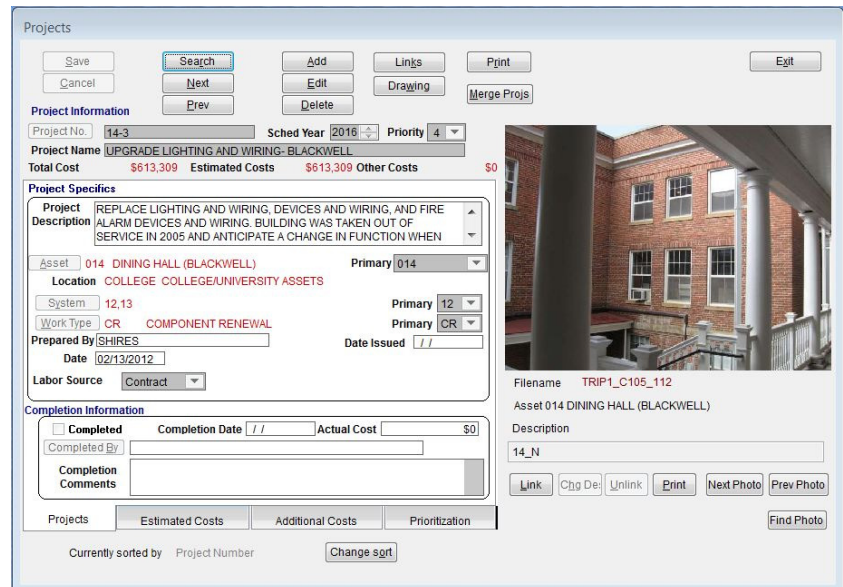 Projects
Save Search Add Links Print Exit
Cancel Next Edit Drawing Merge Projs
Prev Delete
Project Information
Project No. 14-3 Sched Year 2016 Priority 4
Project Name UPGRADE LIGHTING AND WIRING- BLACKWELL
Total Cost $613,309 Estimated Costs $613,309 Other Costs $0
Project Specifics
Project Description REPLACE LIGHTING AND WIRING, DEVICES AND WIRING, AND FIRE
ALARM DEVICES AND WIRING. BUILDING WAS TAKEN OUT OF
SERVICE IN 2005 AND ANTICIPATE A CHANGE IN FUNCTION WHEN
Asset 014 DINING HALL (BLACKWELL) Primary 014
Location COLLEGE COLLEGE/UNIVERSITY ASSETS
System 12,13 Primary 12
Work Type CR COMPONENT RENEWAL Primary CR
Prepared By SHIRES Date Issued / /
Date 02/13/2012
Labor Source Contract
Completion Information
Completed Completion Date / / Actual Cost $0
Completed By
Completion
Comments
Projects Estimated Costs Additional Costs Prioritization
Currently sorted by Project Number Change sort
Filename TRIP1_C105_112
Asset 014 DINING HALL (BLACKWELL)
Description
14_N
Link Chg De: Unlink Print Next Photo Prev Photo
Find Photo